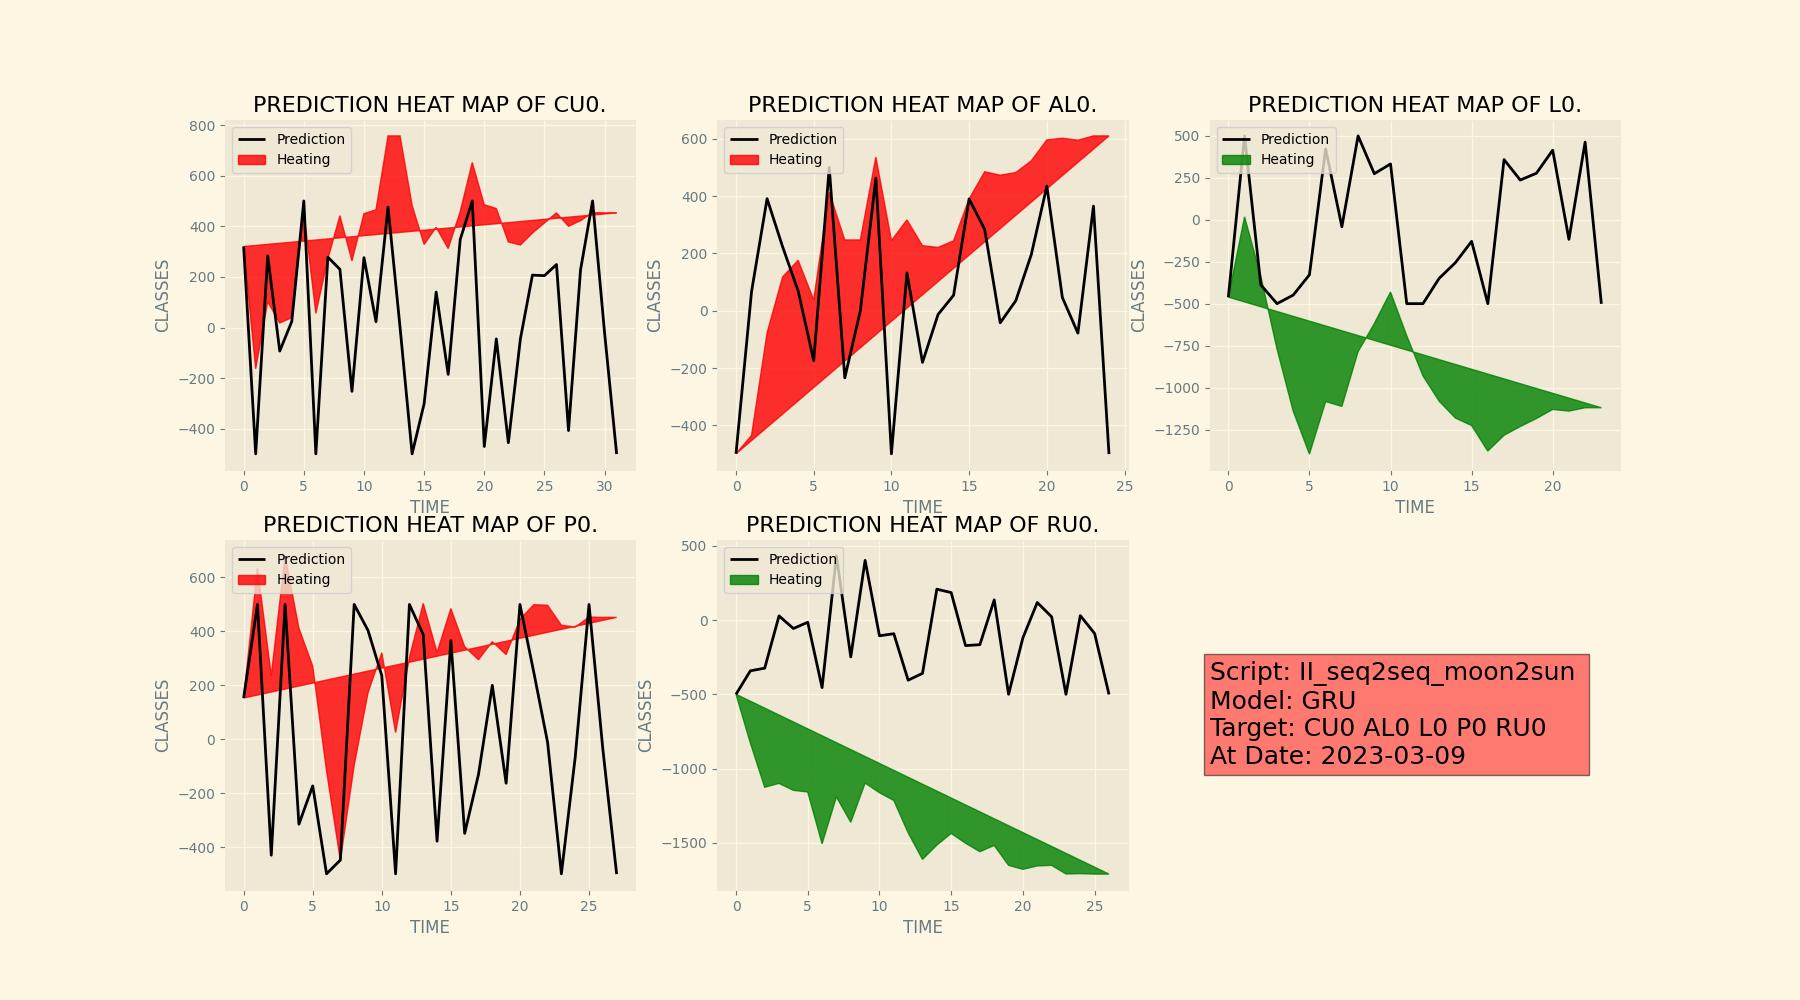 PREDICTION HEAT MAP OF CU0.
800
600
400
200
0
−200
−400
CLASSES
Prediction
Heating
0 5 10 15 20 25 30
TIME
PREDICTION HEAT MAP OF AL0.
600
400
200
0
−200
−400
CLASSES
Prediction
Heating
0 5 10 15 20 25
TIME
PREDICTION HEAT MAP OF L0.
500
250
0
−250
−500
−750
−1000
−1250
CLASSES
Prediction
Heating
0 5 10 15 20
TIME
PREDICTION HEAT MAP OF P0.
600
400
200
0
−200
−400
CLASSES
Prediction
Heating
0 5 10 15 20 25
TIME
PREDICTION HEAT MAP OF RU0.
500
0
−500
−1000
−1500
CLASSES
Prediction
Heating
0 5 10 15 20 25
TIME
Script: II_seq2seq_moon2sun
Model: GRU
Target: CU0 AL0 L0 P0 RU0
At Date: 2023-03-09